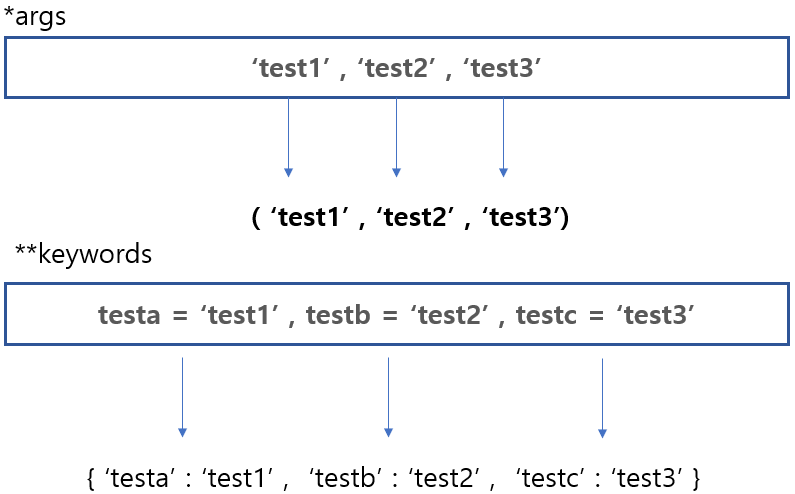 *args
‘test1’ , ‘test2’ , ‘test3’
( ‘test1’ , ‘test2’ , ‘test3’)
**keywords
testa = ‘test1’ , testb = ‘test2’ , testc = ‘test3’
{ ‘testa’ : ‘test1’ , ‘testb’ : ‘test2’ , ‘testc’ : ‘test3’ }